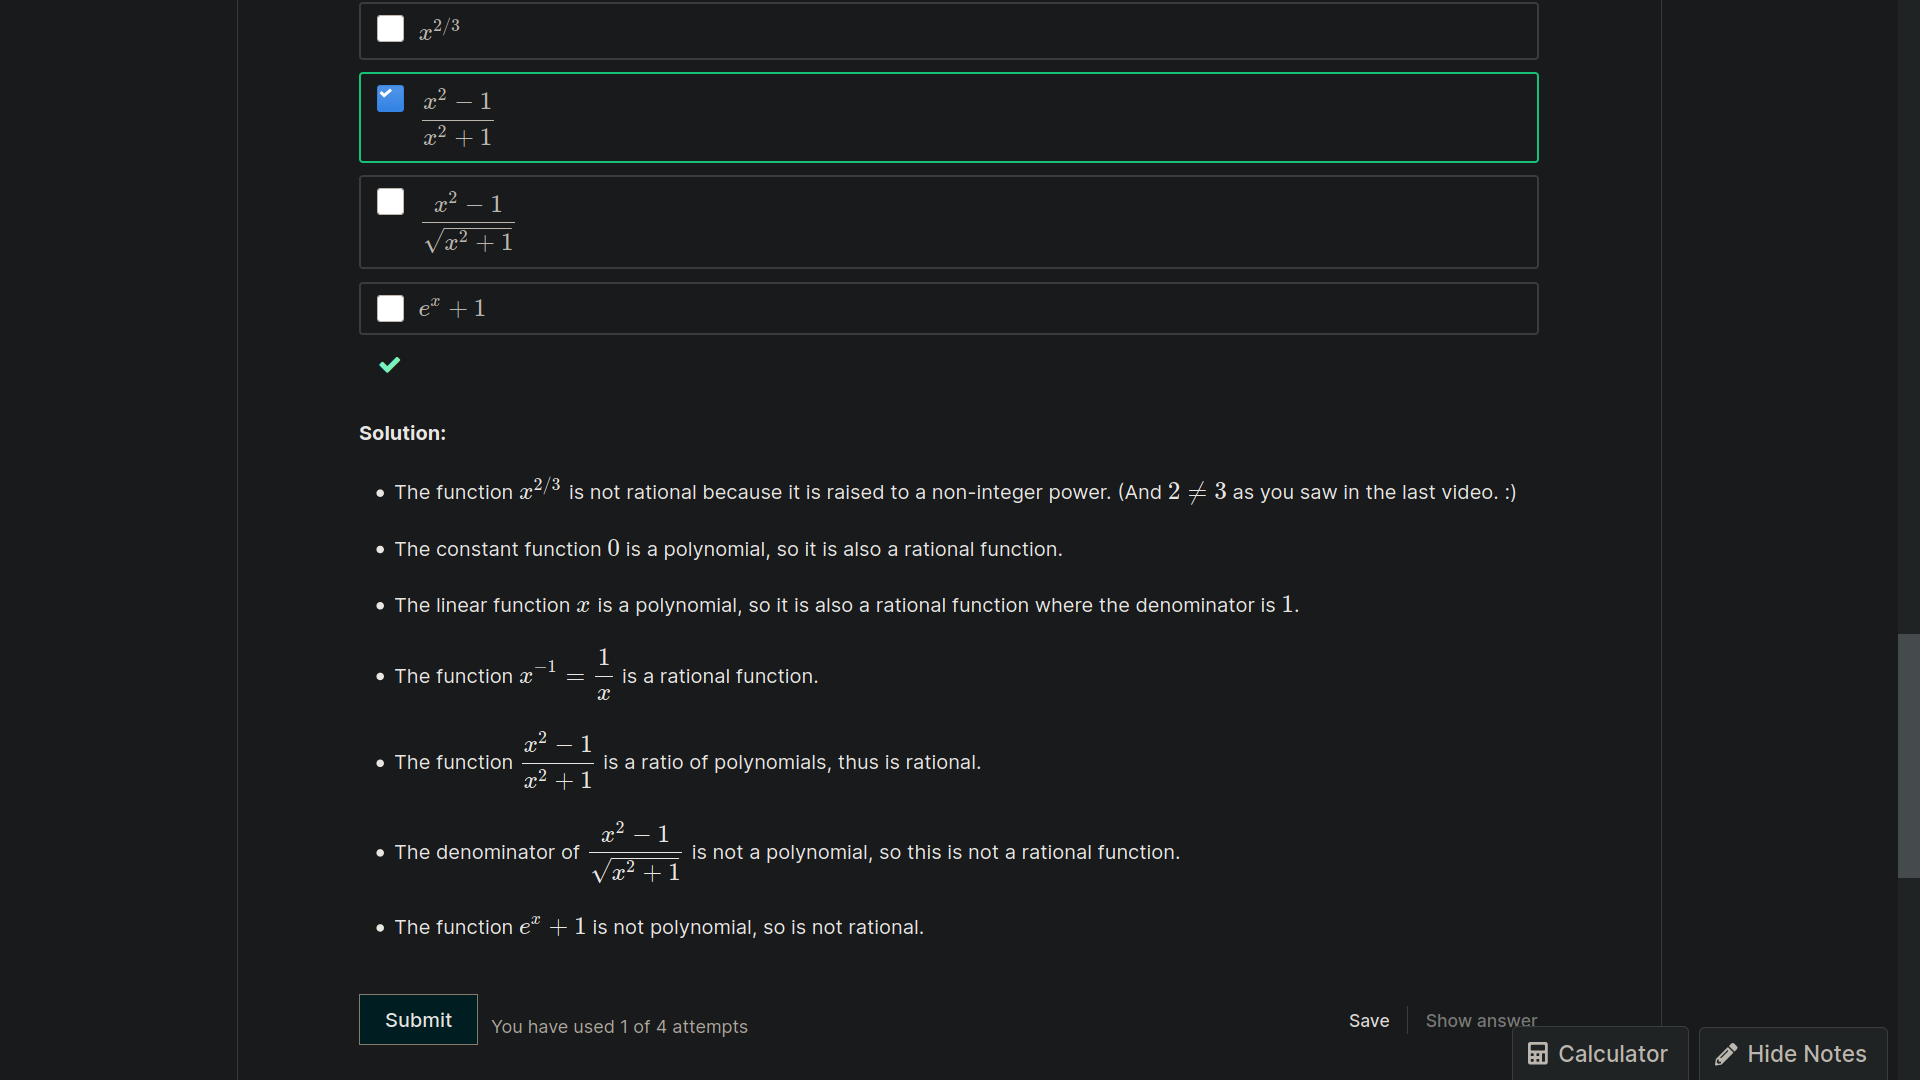 x^{2/3}
\frac{x^2 − 1}{x^2 + 1}
\frac{x^2 − 1}{\sqrt{x^2 + 1}}
e^x + 1
Solution:
• The function x^{2/3} is not rational because it is raised to a non-integer power. (And 2 ≠ 3 as you saw in the last video. :)
• The constant function 0 is a polynomial, so it is also a rational function.
• The linear function x is a polynomial, so it is also a rational function where the denominator is 1.
• The function x^{−1} = \frac{1}{x} is a rational function.
• The function \frac{x^2 − 1}{x^2 + 1} is a ratio of polynomials, thus is rational.
• The denominator of \frac{x^2 − 1}{\sqrt{x^2 + 1}} is not a polynomial, so this is not a rational function.
• The function e^x + 1 is not polynomial, so is not rational.
Submit
You have used 1 of 4 attempts
Save
Show answer
Calculator
Hide Notes